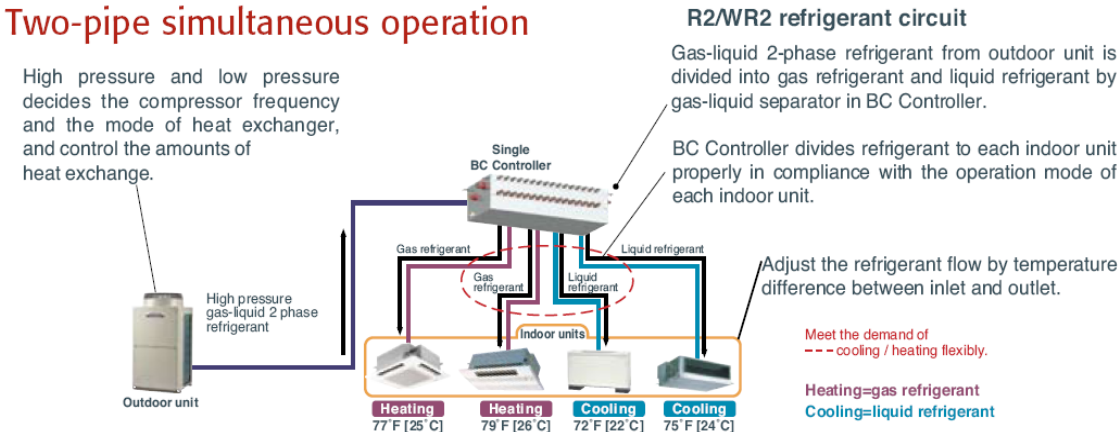 Two-pipe simultaneous operation
High pressure and low pressure
decides the compressor frequency
and the mode of heat exchanger,
and control the amounts of
heat exchange.
R2/WR2 refrigerant circuit
Gas-liquid 2-phase refrigerant from outdoor unit is
divided into gas refrigerant and liquid refrigerant by
gas-liquid separator in BC Controller.
BC Controller divides refrigerant to each indoor unit
properly in compliance with the operation mode of
each indoor unit.
Single
BC Controller
Gas refrigerant
Liquid refrigerant
Gas
refrigerant
Liquid
refrigerant
Adjust the refrigerant flow by temperature
difference between inlet and outlet.
High pressure
gas-liquid 2 phase
refrigerant
Indoor units
Meet the demand of
cooling / heating flexibly.
Heating=gas refrigerant
Cooling=liquid refrigerant
Outdoor unit
Heating
77°F [25°C]
Heating
79°F [26°C]
Cooling
72°F [22°C]
Cooling
75°F [24°C]